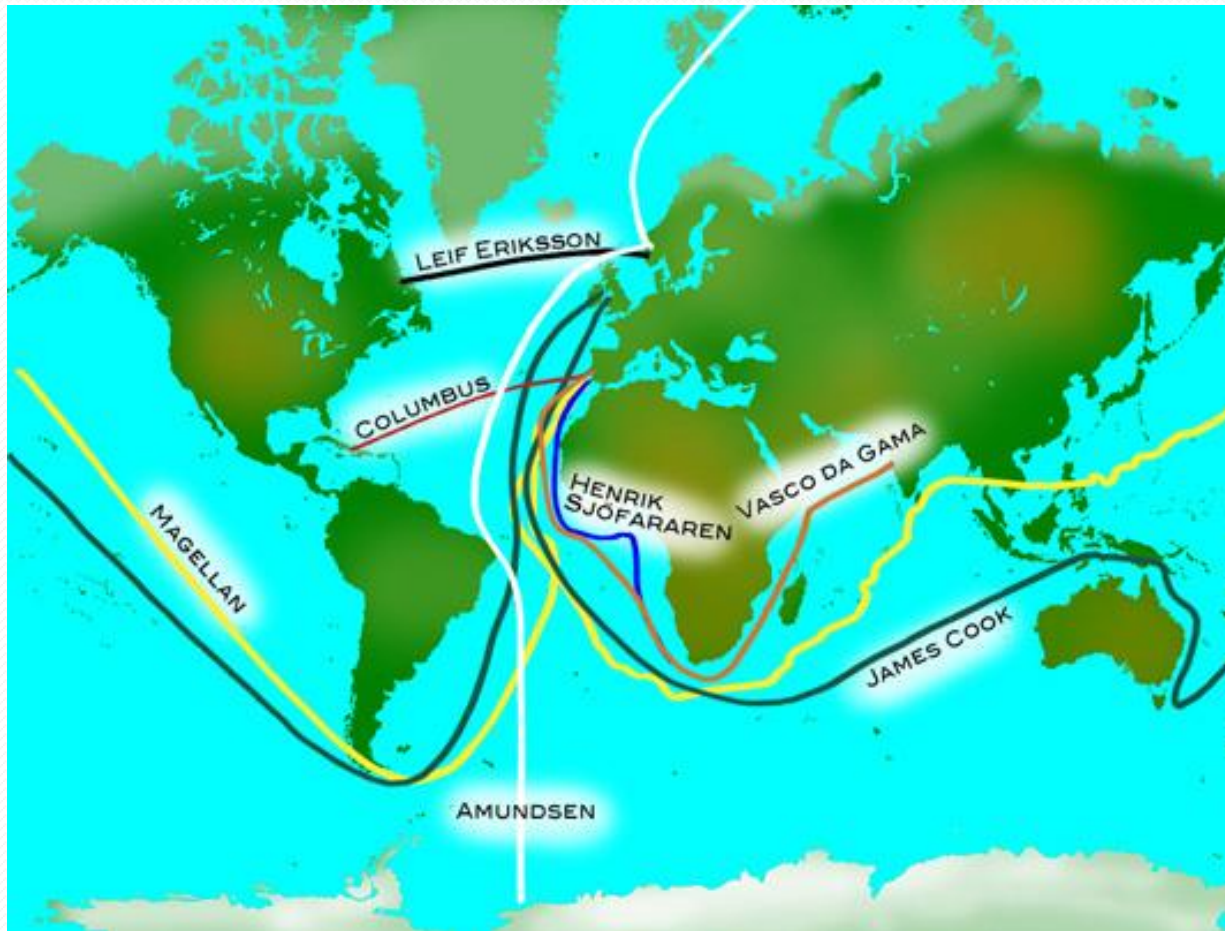 Leif Eriksson
Columbus
Henrik
Sjöfararen
Vasco da Gama
Magellan
James Cook
Amundsen